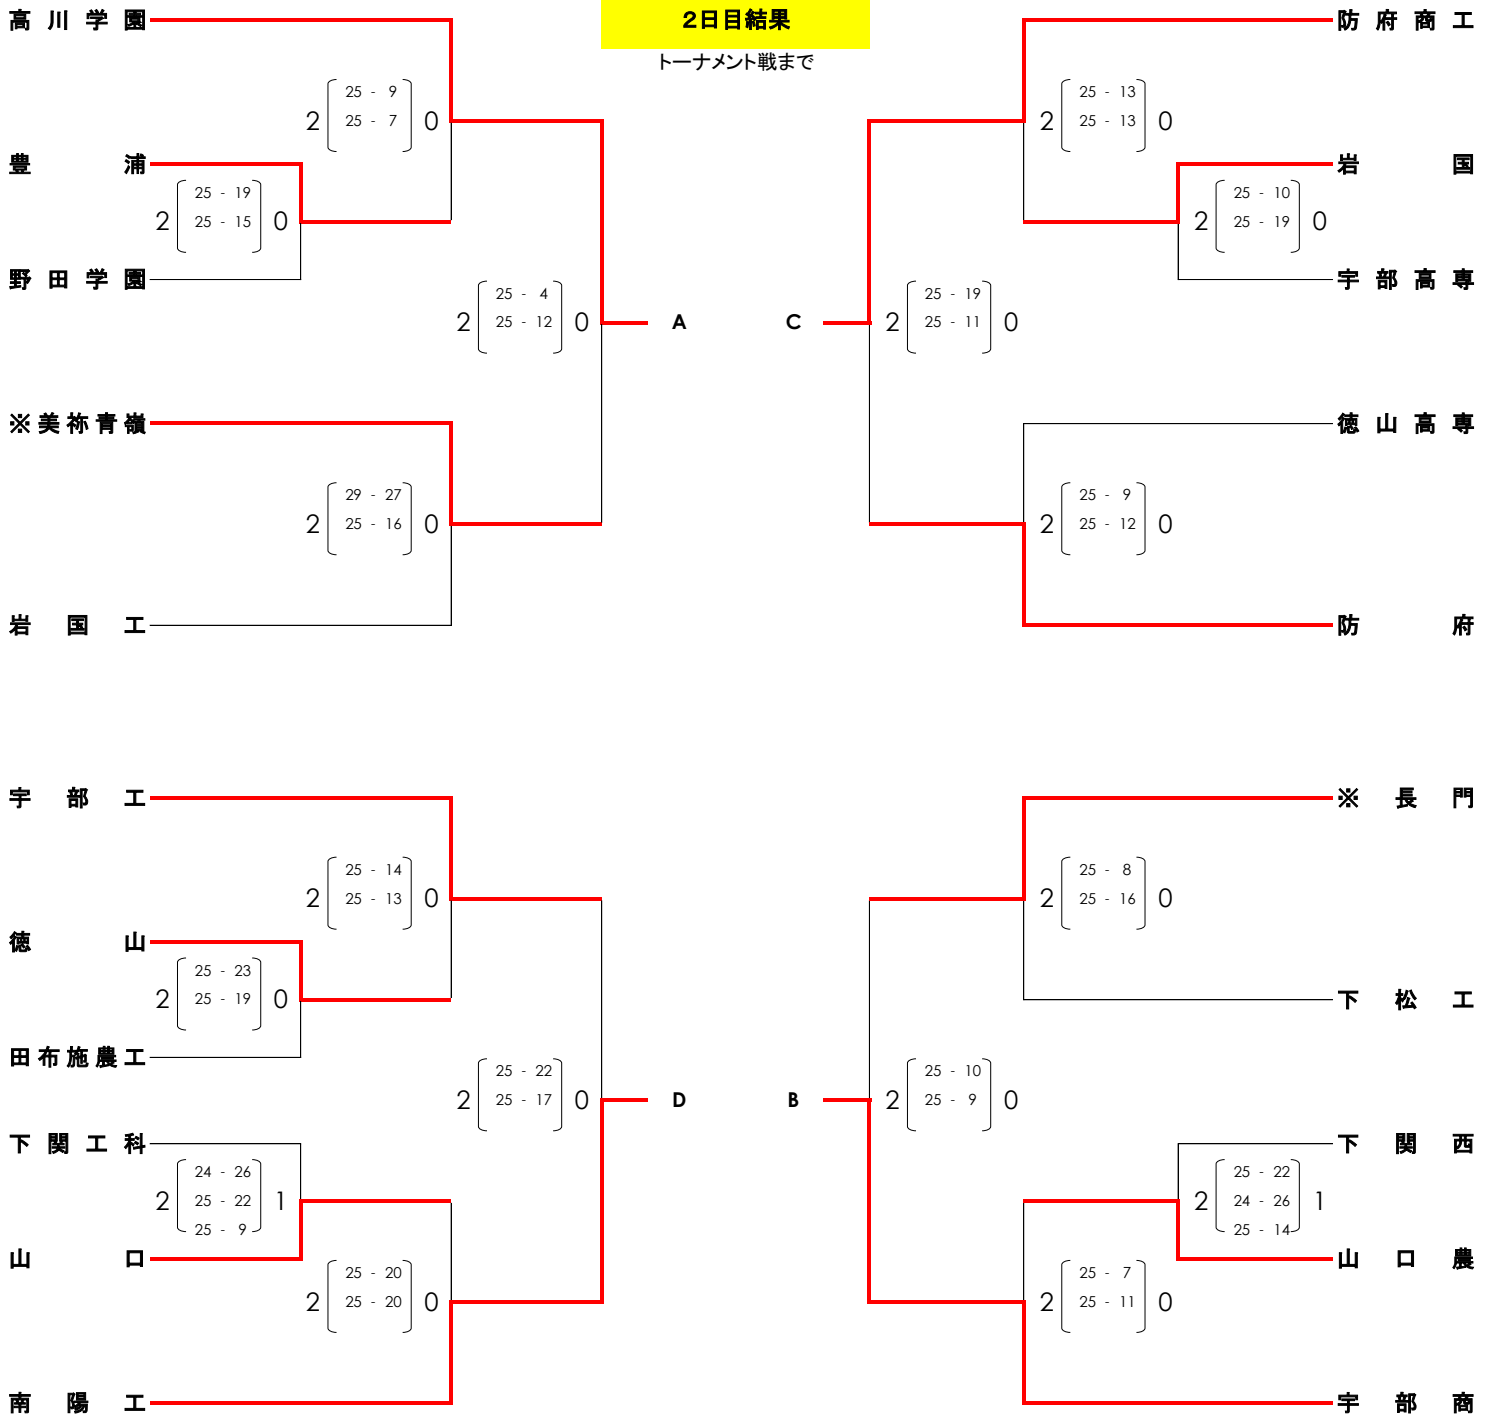 高川学園
2日目結果
防府商工
トーナメント戦まで
25 - 9
2 25 - 7 0
25 - 13
2 25 - 13 0
豊浦
岩国
25 - 19
2 25 - 15 0
25 - 10
2 25 - 19 0
野田学園
宇部高専
25 - 4
2 25 - 12 0
A
C
25 - 19
2 25 - 11 0
※美祢青嶺
徳山高専
29 - 27
2 25 - 16 0
25 - 9
2 25 - 12 0
岩国工
防府
宇部工
※長門
25 - 14
2 25 - 13 0
25 - 8
2 25 - 16 0
徳山
25 - 23
2 25 - 19 0
下松工
田布施農工
25 - 22
2 25 - 17 0
D
B
25 - 10
2 25 - 9 0
下関工科
下関西
24 - 26
2 25 - 22 1
25 - 9
25 - 22
2 24 - 26 1
25 - 14
山口
山口農
25 - 20
2 25 - 20 0
25 - 7
2 25 - 11 0
南陽工
宇部商